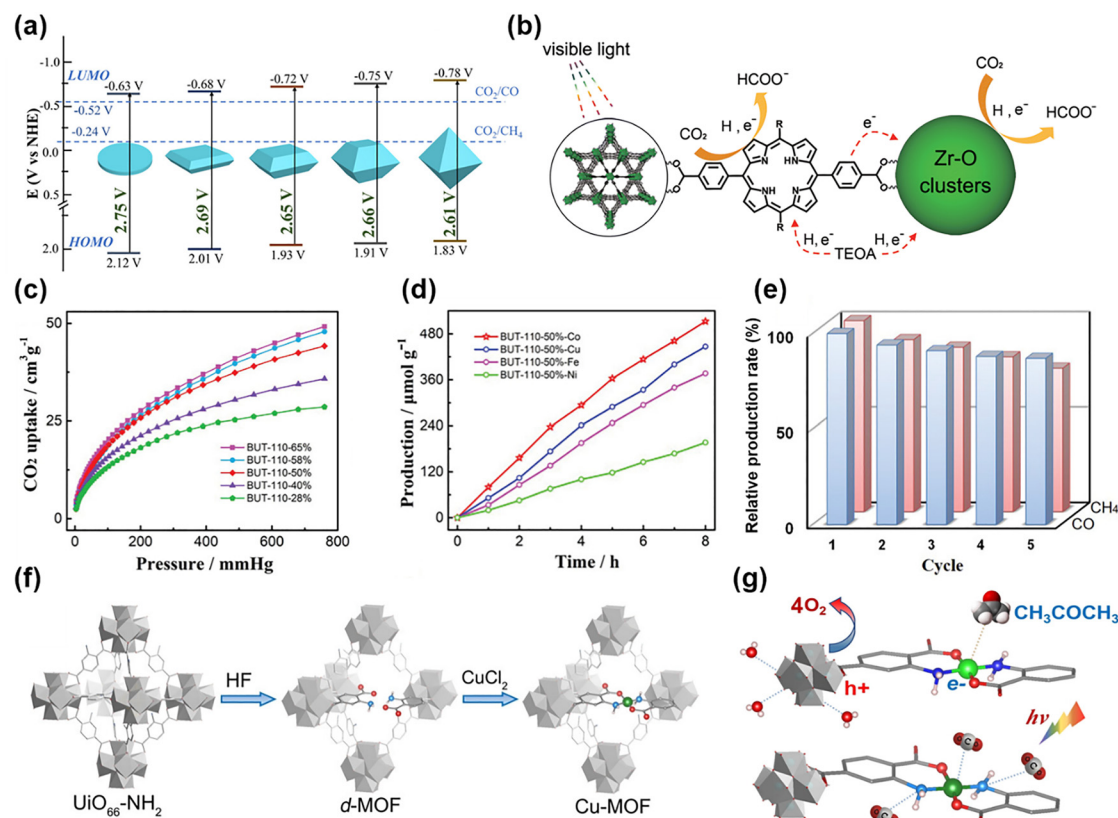 (a)
E (V vs NHE)
-1.0
-0.5
0.0
0.5
2.0
LUMO
HOMO
-0.63 V
-0.68 V
-0.72 V
-0.75 V
-0.78 V
CO₂/CO
-0.52 V
-0.24 V
CO₂/CH₄
2.75 V
2.69 V
2.65 V
2.66 V
2.61 V
2.12 V
2.01 V
1.93 V
1.91 V
1.83 V
(b)
visible light
HCOO⁻
CO₂
H, e⁻
R
N
HN
NH
N
R
e⁻
CO₂
H, e⁻
HCOO⁻
Zr-O
clusters
O
O
O
O
H, e⁻
H, e⁻
TEOA
(c)
CO₂ uptake / cm³ g⁻¹
50
25
0
BUT-110-65%
BUT-110-58%
BUT-110-50%
BUT-110-40%
BUT-110-28%
0 200 400 600 800
Pressure / mmHg
(d)
Production / μmol g⁻¹
480
360
240
120
0
BUT-110-50%-Co
BUT-110-50%-Cu
BUT-110-50%-Fe
BUT-110-50%-Ni
0 2 4 6 8
Time / h
(e)
Relative production rate (%)
100
50
0
1 2 3 4 5
Cycle
CH₄
CO
(f)
HF
CuCl₂
UiO₆₆-NH₂
d-MOF
Cu-MOF
(g)
4O₂
CH₃COCH₃
h+
e-
hν
C
C
C